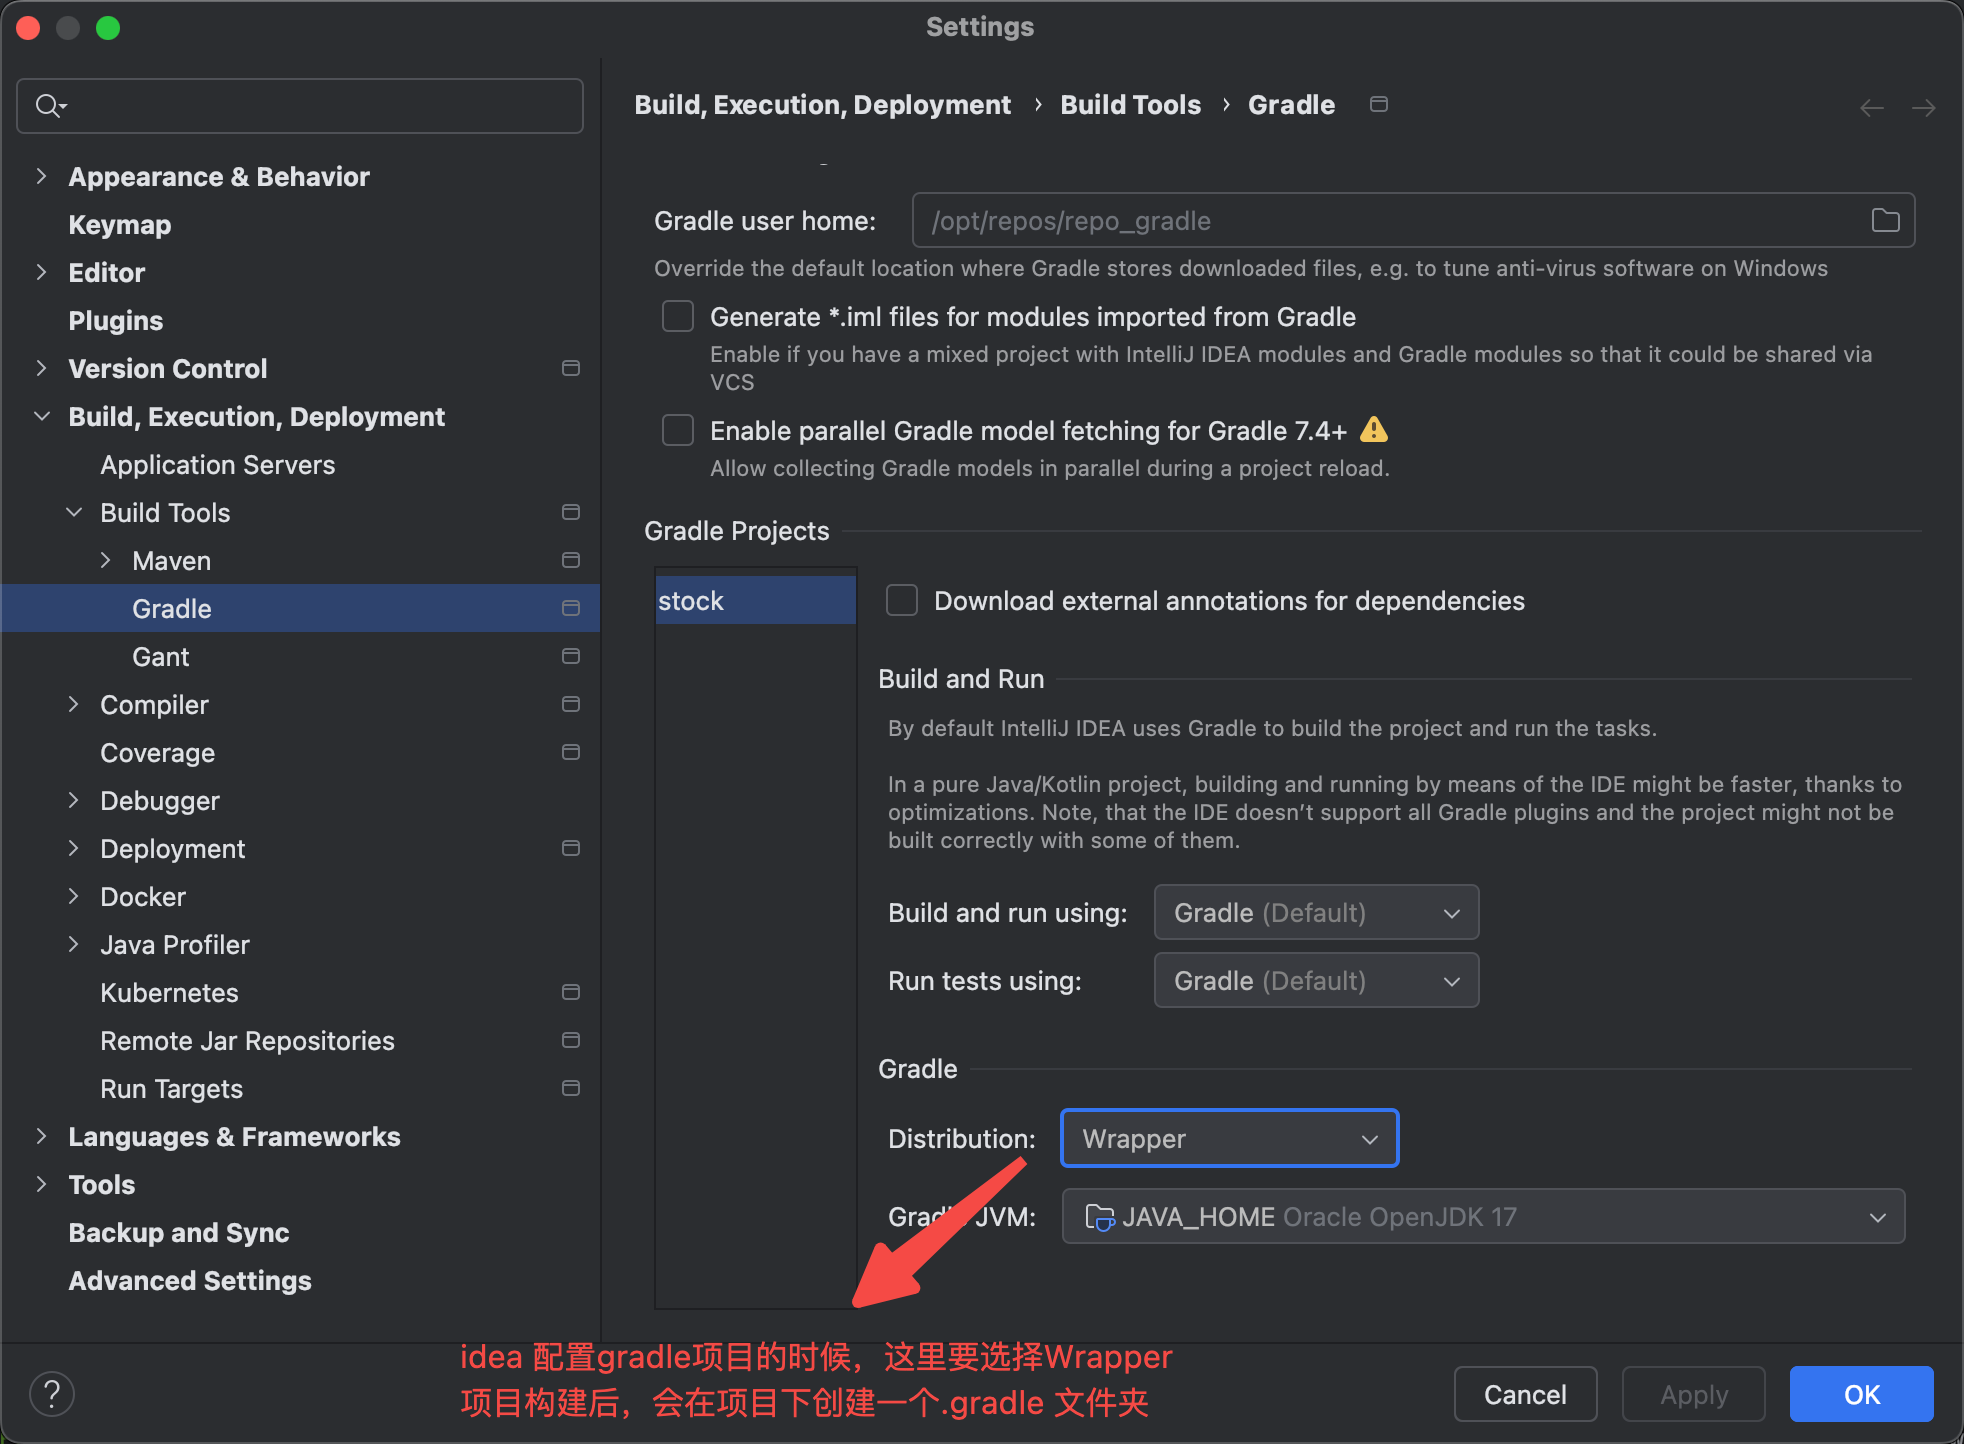 Settings
Appearance & Behavior
Keymap
Editor
Plugins
Version Control
Build, Execution, Deployment
Application Servers
Build Tools
Maven
Gradle
Gant
Compiler
Coverage
Debugger
Deployment
Docker
Java Profiler
Kubernetes
Remote Jar Repositories
Run Targets
Languages & Frameworks
Tools
Backup and Sync
Advanced Settings
Build, Execution, Deployment › Build Tools › Gradle
Gradle user home: /opt/repos/repo_gradle
Override the default location where Gradle stores downloaded files, e.g. to tune anti-virus software on Windows
Generate *.iml files for modules imported from Gradle
Enable if you have a mixed project with IntelliJ IDEA modules and Gradle modules so that it could be shared via
VCS
Enable parallel Gradle model fetching for Gradle 7.4+
Allow collecting Gradle models in parallel during a project reload.
Gradle Projects
stock
Download external annotations for dependencies
Build and Run
By default IntelliJ IDEA uses Gradle to build the project and run the tasks.
In a pure Java/Kotlin project, building and running by means of the IDE might be faster, thanks to
optimizations. Note, that the IDE doesn't support all Gradle plugins and the project might not be
built correctly with some of them.
Build and run using: Gradle (Default)
Run tests using: Gradle (Default)
Gradle
Distribution: Wrapper
Gradle JVM: JAVA_HOME Oracle OpenJDK 17
idea 配置gradle项目的时候，这里要选择Wrapper
项目构建后，会在项目下创建一个.gradle 文件夹
?
Cancel
Apply
OK